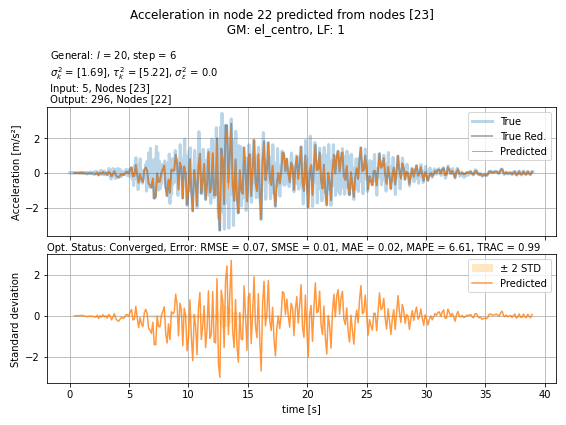 Acceleration in node 22 predicted from nodes [23]
GM: el_centro, LF: 1
General: l = 20, step = 6
σ²ₖ = [1.69], τ²ₖ = [5.22], σ²ε = 0.0
Input: 5, Nodes [23]
Output: 296, Nodes [22]
Acceleration [m/s²]
2
0
−2
True
True Red.
Predicted
Opt. Status: Converged, Error: RMSE = 0.07, SMSE = 0.01, MAE = 0.02, MAPE = 6.61, TRAC = 0.99
Standard deviation
2
0
−2
± 2 STD
Predicted
0 5 10 15 20 25 30 35 40
time [s]